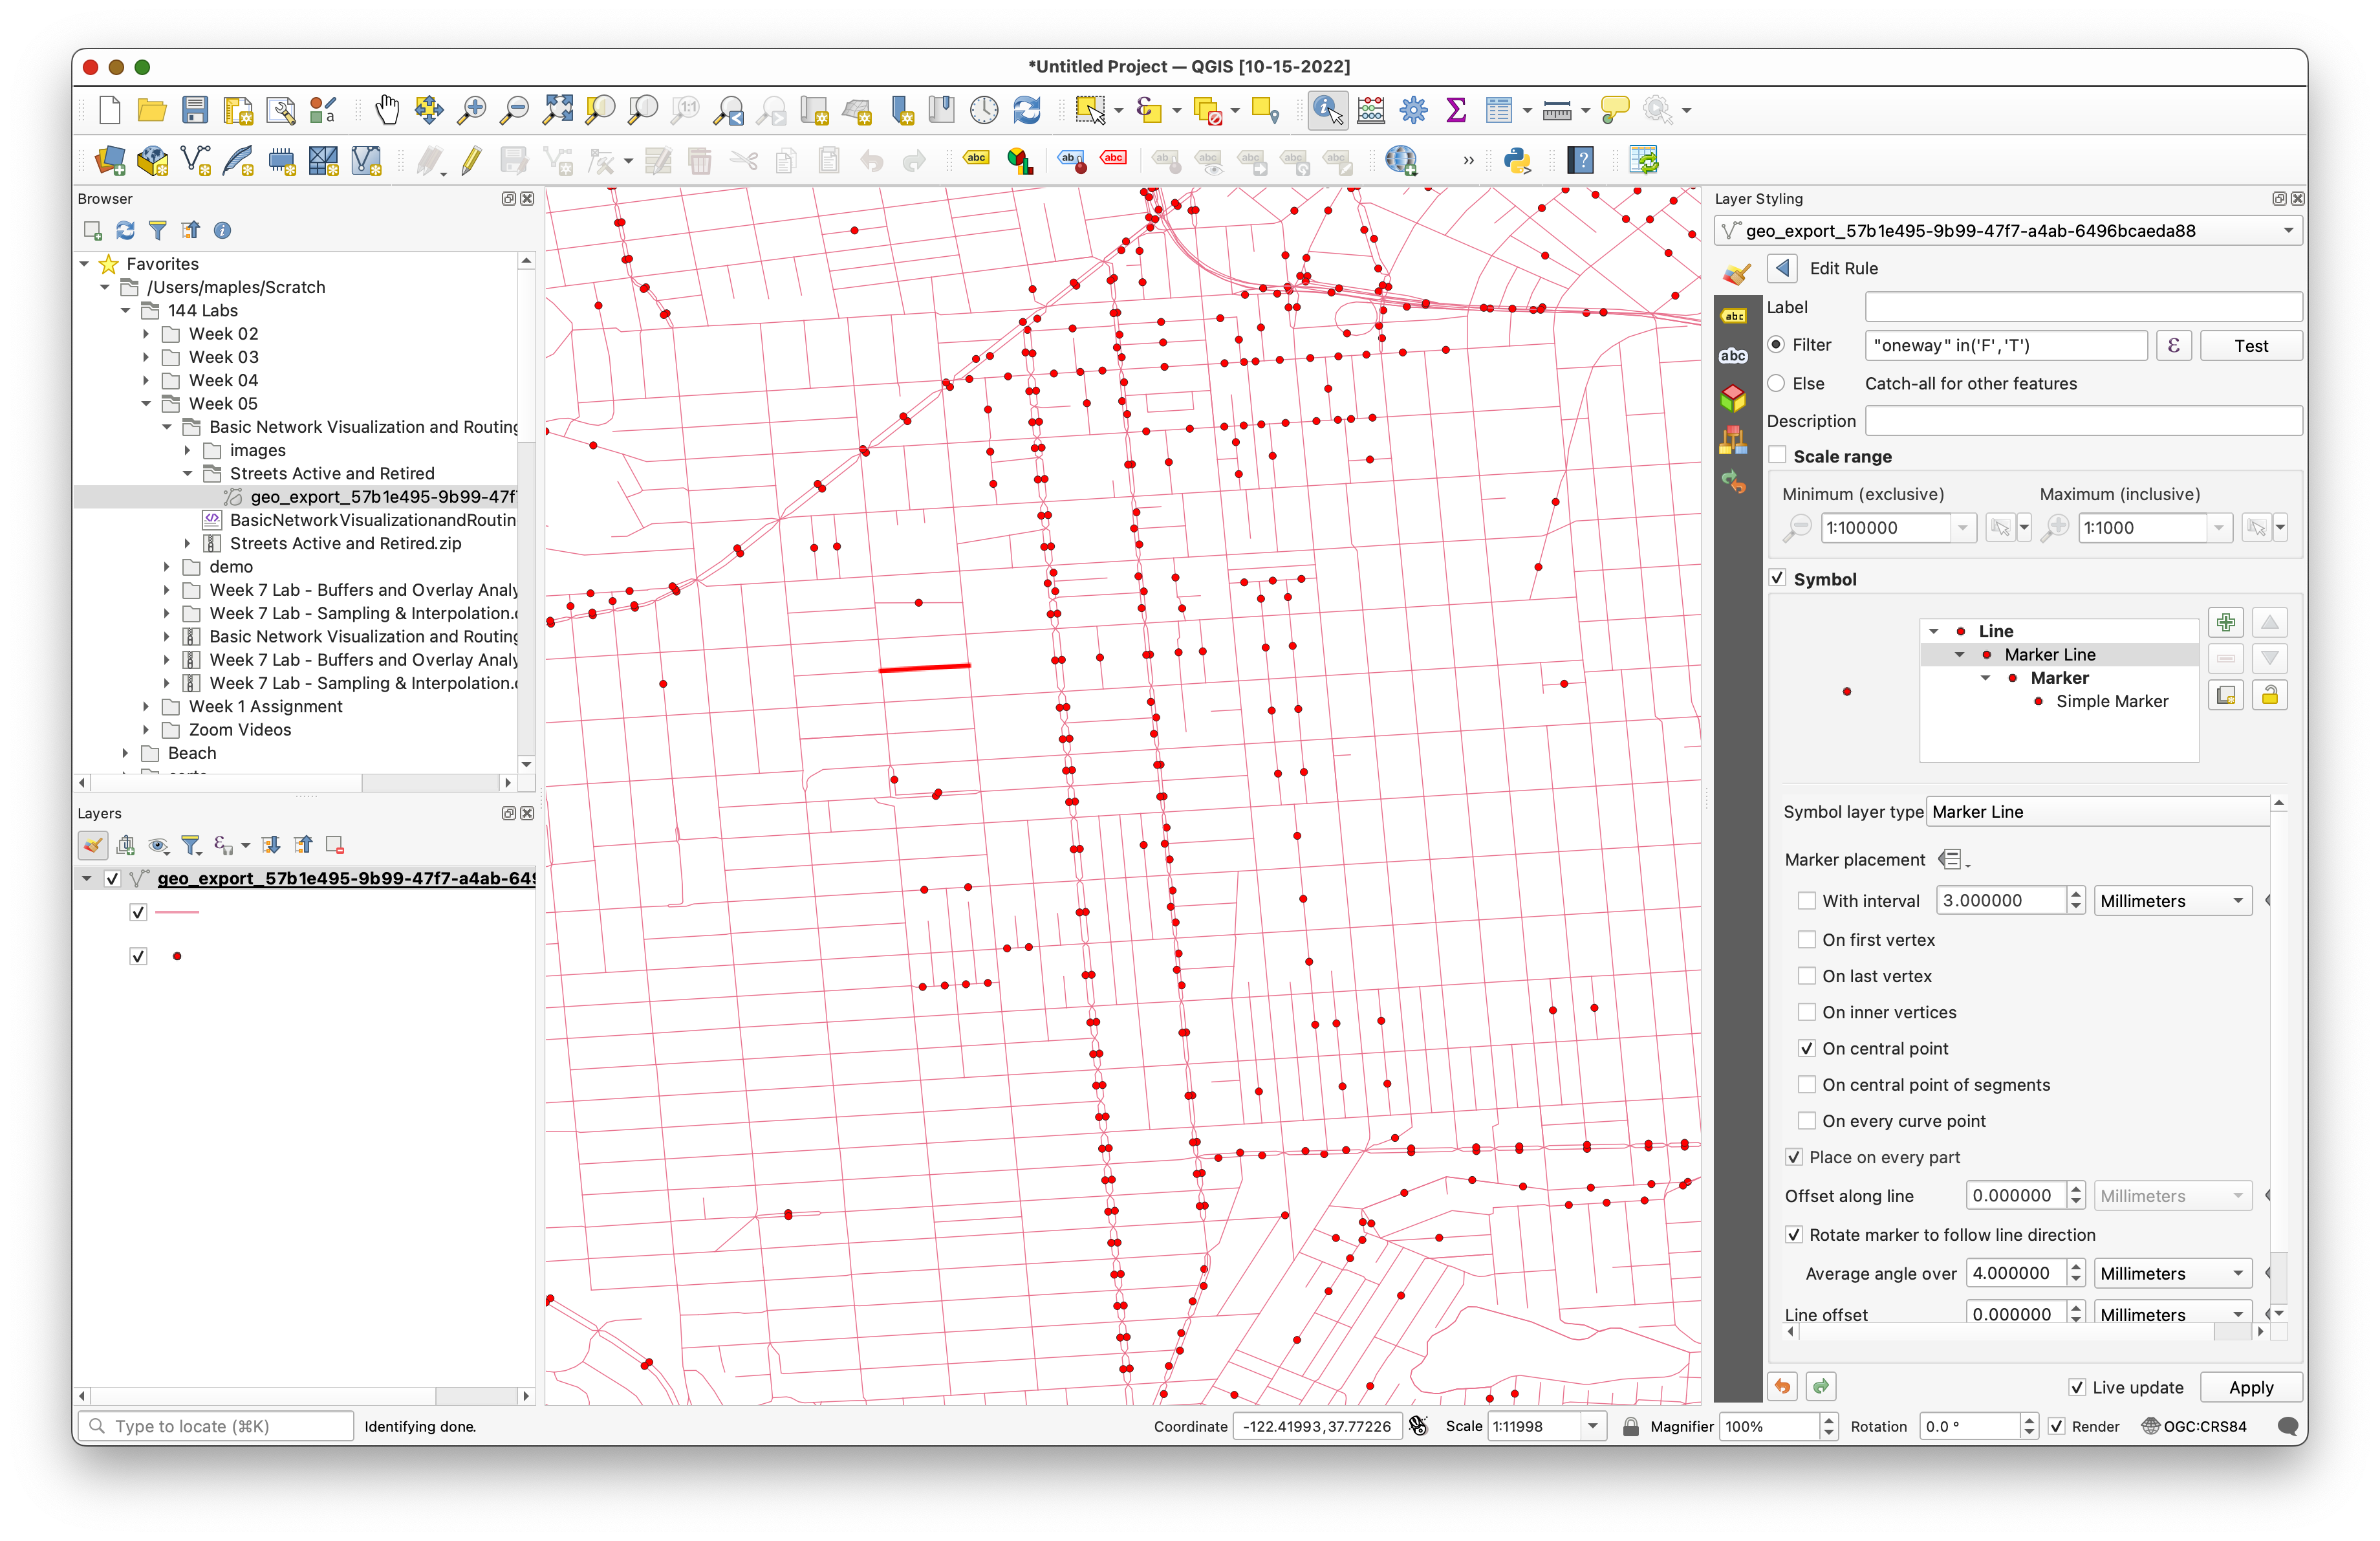 *Untitled Project — QGIS [10-15-2022]
Browser
Favorites
/Users/maples/Scratch
144 Labs
Week 02
Week 03
Week 04
Week 05
Basic Network Visualization and Routing
images
Streets Active and Retired
geo_export_57b1e495-9b99-47f
BasicNetworkVisualizationandRoutin
Streets Active and Retired.zip
demo
Week 7 Lab - Buffers and Overlay Analy
Week 7 Lab - Sampling & Interpolation.
Basic Network Visualization and Routing
Week 7 Lab - Buffers and Overlay Analy
Week 7 Lab - Sampling & Interpolation.
Week 1 Assignment
Zoom Videos
Beach
Layers
geo_export_57b1e495-9b99-47f7-a4ab-649
Layer Styling
geo_export_57b1e495-9b99-47f7-a4ab-6496bcaeda88
Edit Rule
Label
Filter "oneway" in('F','T') ε Test
Else Catch-all for other features
Description
Scale range
Minimum (exclusive) Maximum (inclusive)
1:100000 1:1000
Symbol
Line
Marker Line
Marker
Simple Marker
Symbol layer type Marker Line
Marker placement
With interval 3.000000 Millimeters
On first vertex
On last vertex
On inner vertices
On central point
On central point of segments
On every curve point
Place on every part
Offset along line 0.000000 Millimeters
Rotate marker to follow line direction
Average angle over 4.000000 Millimeters
Line offset 0.000000 Millimeters
Live update Apply
Type to locate (⌘K) Identifying done. Coordinate -122.41993,37.77226 Scale 1:11998 Magnifier 100% Rotation 0.0 ° Render OGC:CRS84